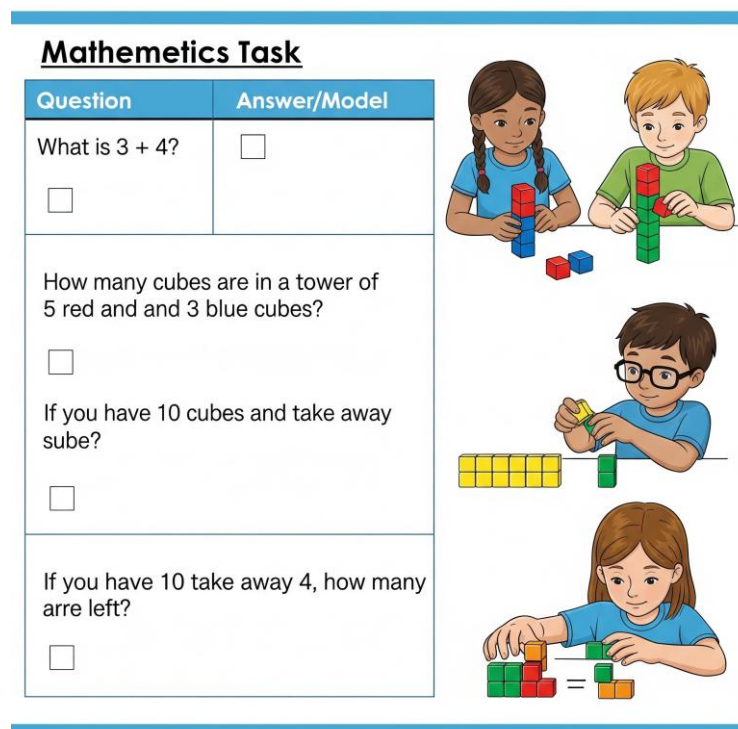 Mathemetics Task
Question
Answer/Model
What is 3 + 4?
How many cubes are in a tower of
5 red and and 3 blue cubes?
If you have 10 cubes and take away
sube?
If you have 10 take away 4, how many
arre left?
=